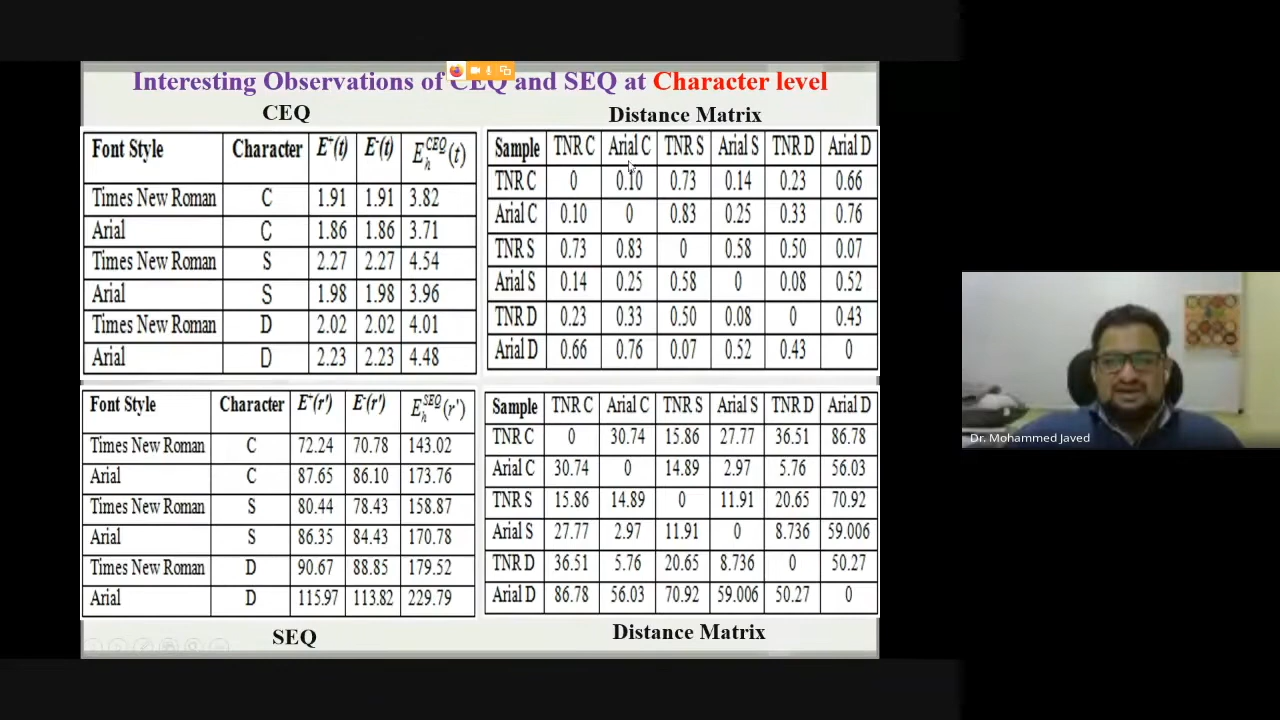 Interesting Observations of CEQ and SEQ at Character level
CEQ
Distance Matrix
Font Style Character E⁺(t) E⁻(t) E_h^CEQ(t)
Times New Roman C 1.91 1.91 3.82
Arial C 1.86 1.86 3.71
Times New Roman S 2.27 2.27 4.54
Arial S 1.98 1.98 3.96
Times New Roman D 2.02 2.02 4.01
Arial D 2.23 2.23 4.48
Sample TNR C Arial C TNR S Arial S TNR D Arial D
TNR C 0 0.10 0.73 0.14 0.23 0.66
Arial C 0.10 0 0.83 0.25 0.33 0.76
TNR S 0.73 0.83 0 0.58 0.50 0.07
Arial S 0.14 0.25 0.58 0 0.08 0.52
TNR D 0.23 0.33 0.50 0.08 0 0.43
Arial D 0.66 0.76 0.07 0.52 0.43 0
Font Style Character E⁺(r') E⁻(r') E_h^SEQ(r')
Times New Roman C 72.24 70.78 143.02
Arial C 87.65 86.10 173.76
Times New Roman S 80.44 78.43 158.87
Arial S 86.35 84.43 170.78
Times New Roman D 90.67 88.85 179.52
Arial D 115.97 113.82 229.79
Sample TNR C Arial C TNR S Arial S TNR D Arial D
TNR C 0 30.74 15.86 27.77 36.51 86.78
Arial C 30.74 0 14.89 2.97 5.76 56.03
TNR S 15.86 14.89 0 11.91 20.65 70.92
Arial S 27.77 2.97 11.91 0 8.736 59.006
TNR D 36.51 5.76 20.65 8.736 0 50.27
Arial D 86.78 56.03 70.92 59.006 50.27 0
SEQ
Distance Matrix
Dr. Mohammed Javed